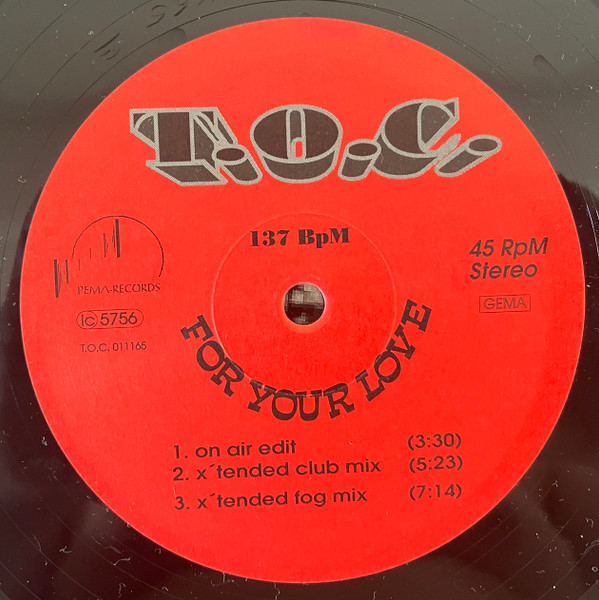 T.O.C.
137 BpM
PEMA-RECORDS
lc 5756
T.O.C. 011165
45 RpM
Stereo
GEMA
FOR YOUR LOVE
1. on air edit (3:30)
2. x´tended club mix (5:23)
3. x´tended fog mix (7:14)